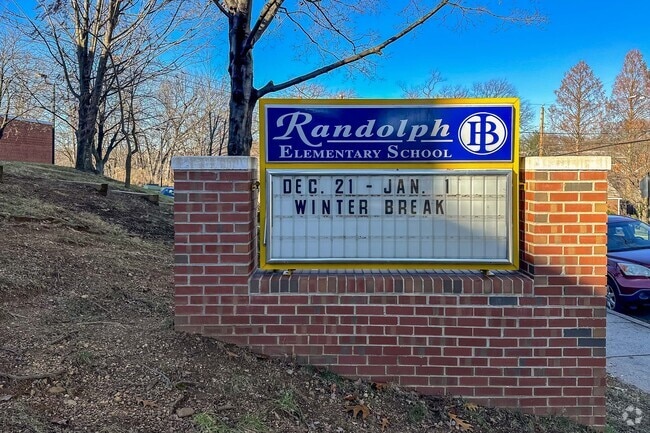 Randolph
ELEMENTARY SCHOOL
IB
DEC. 21 - JAN. 1
WINTER BREAK